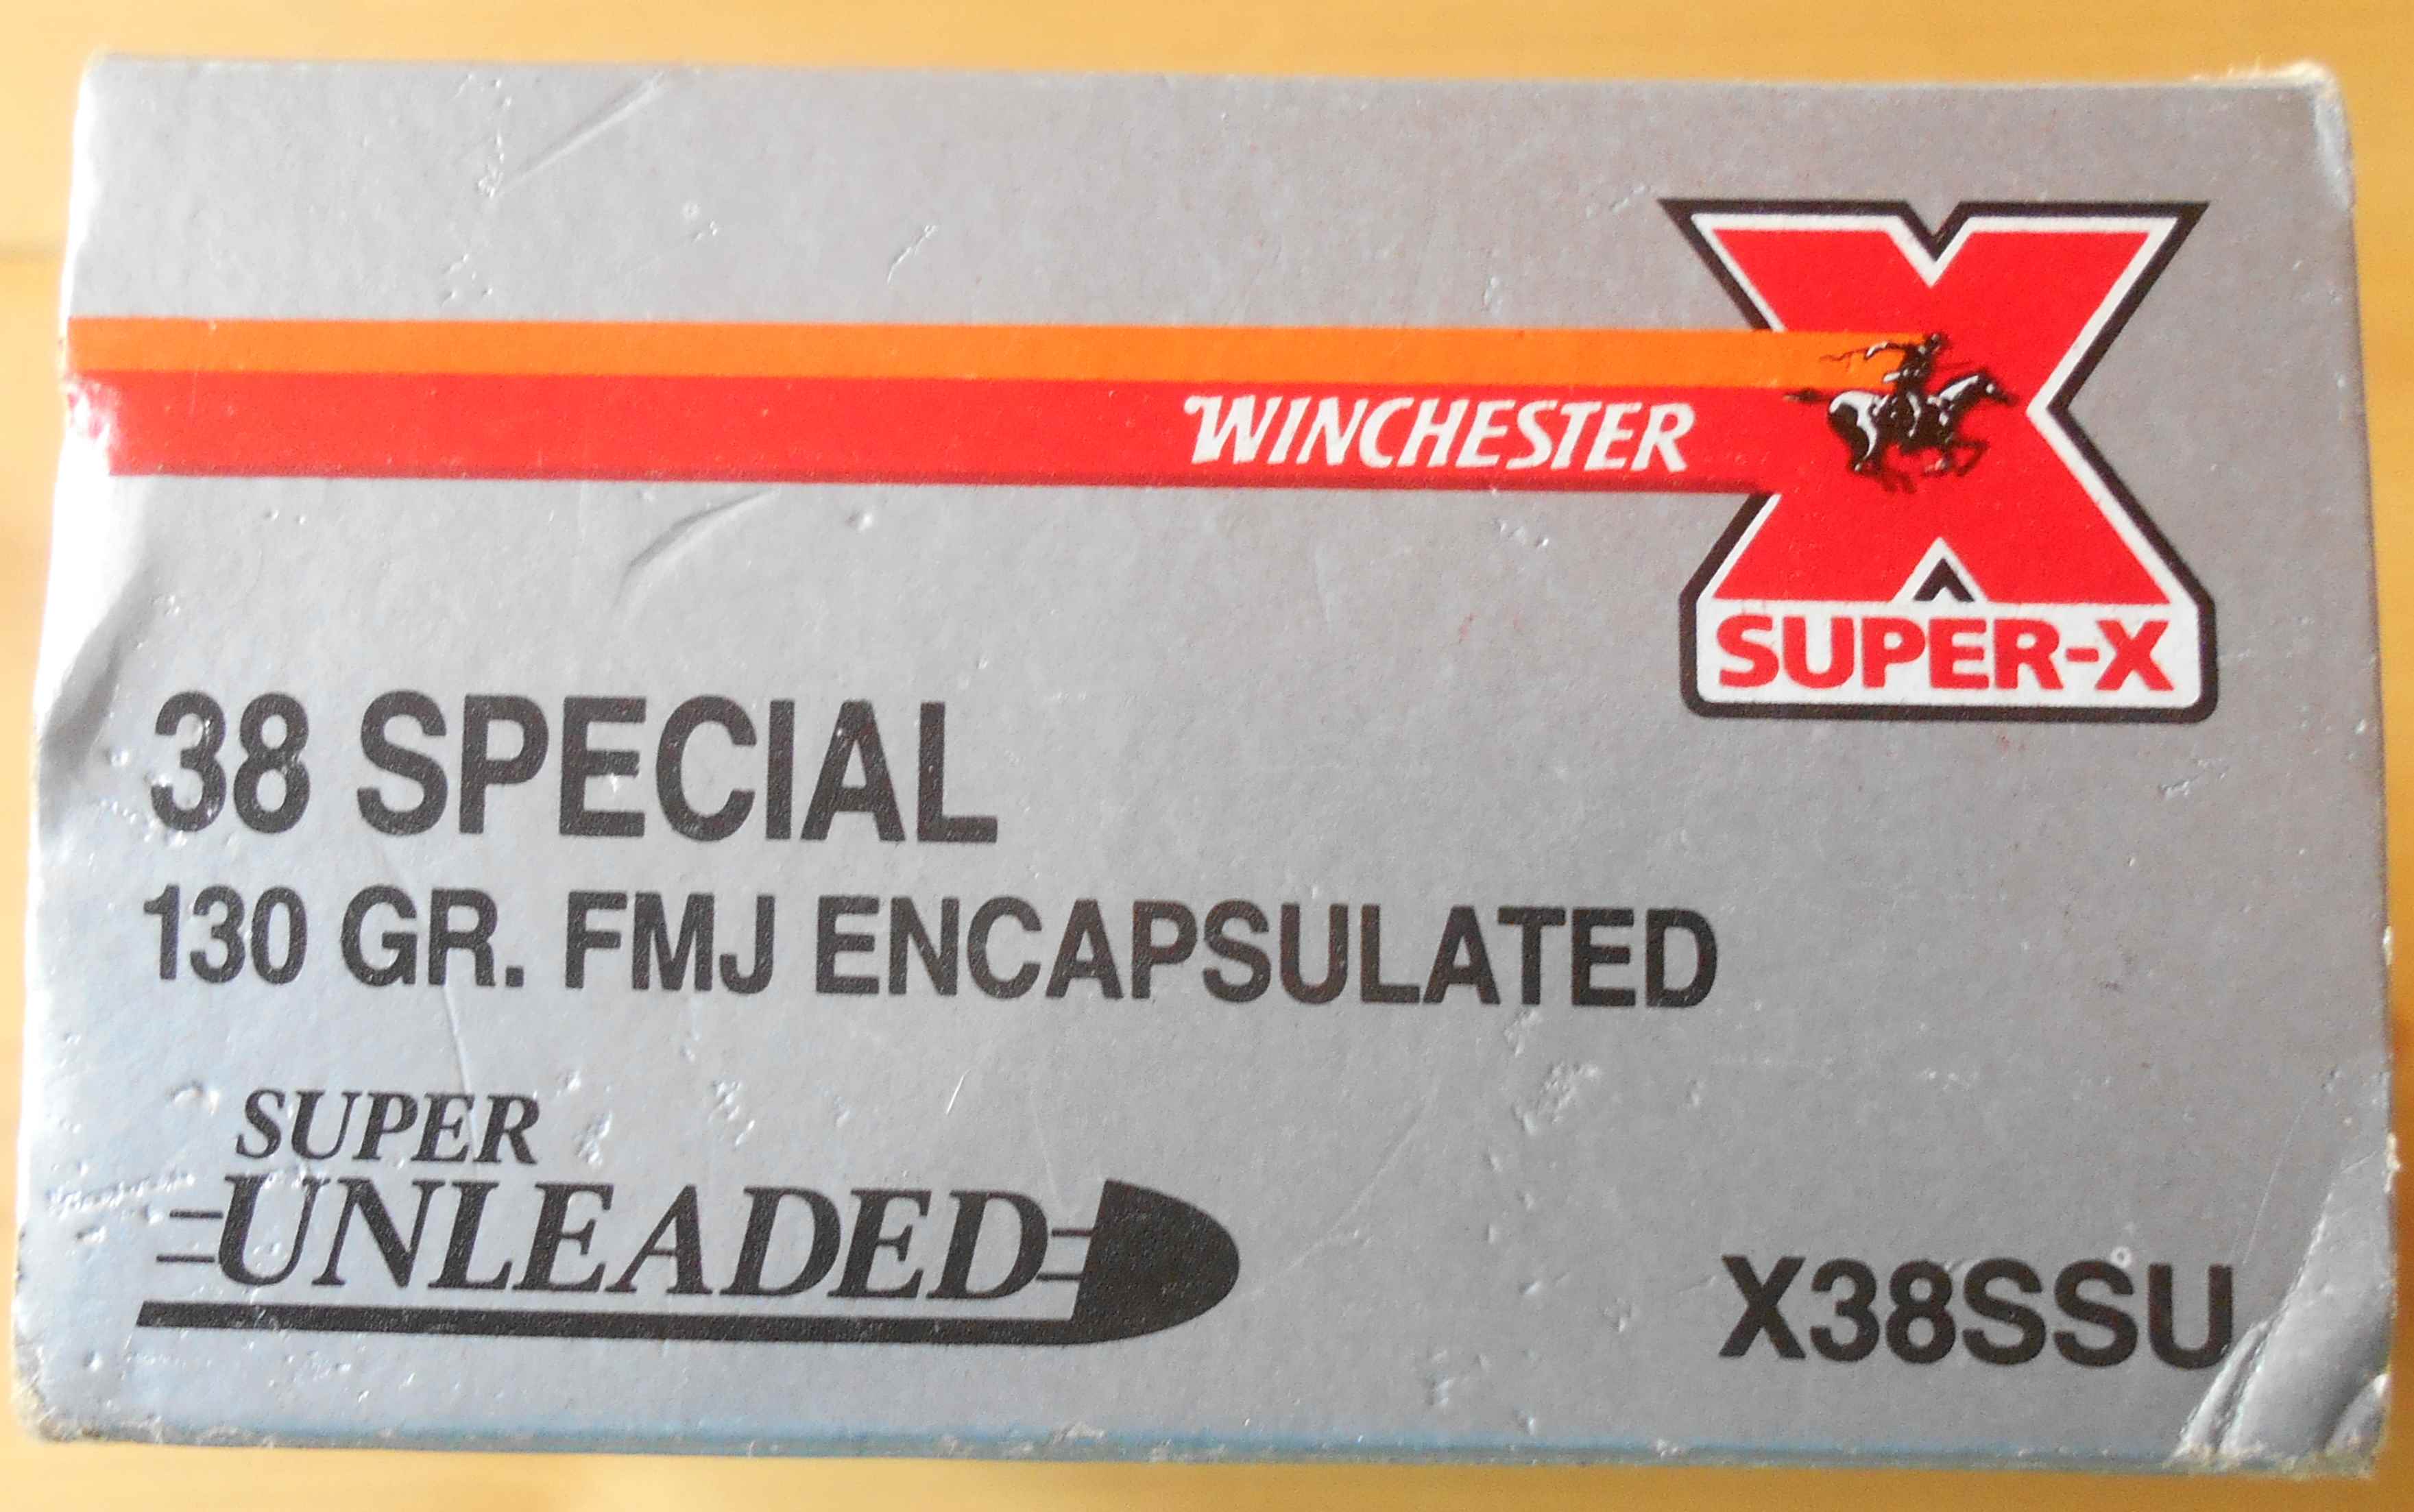 WINCHESTER
SUPER-X
38 SPECIAL
130 GR. FMJ ENCAPSULATED
SUPER
UNLEADED
X38SSU